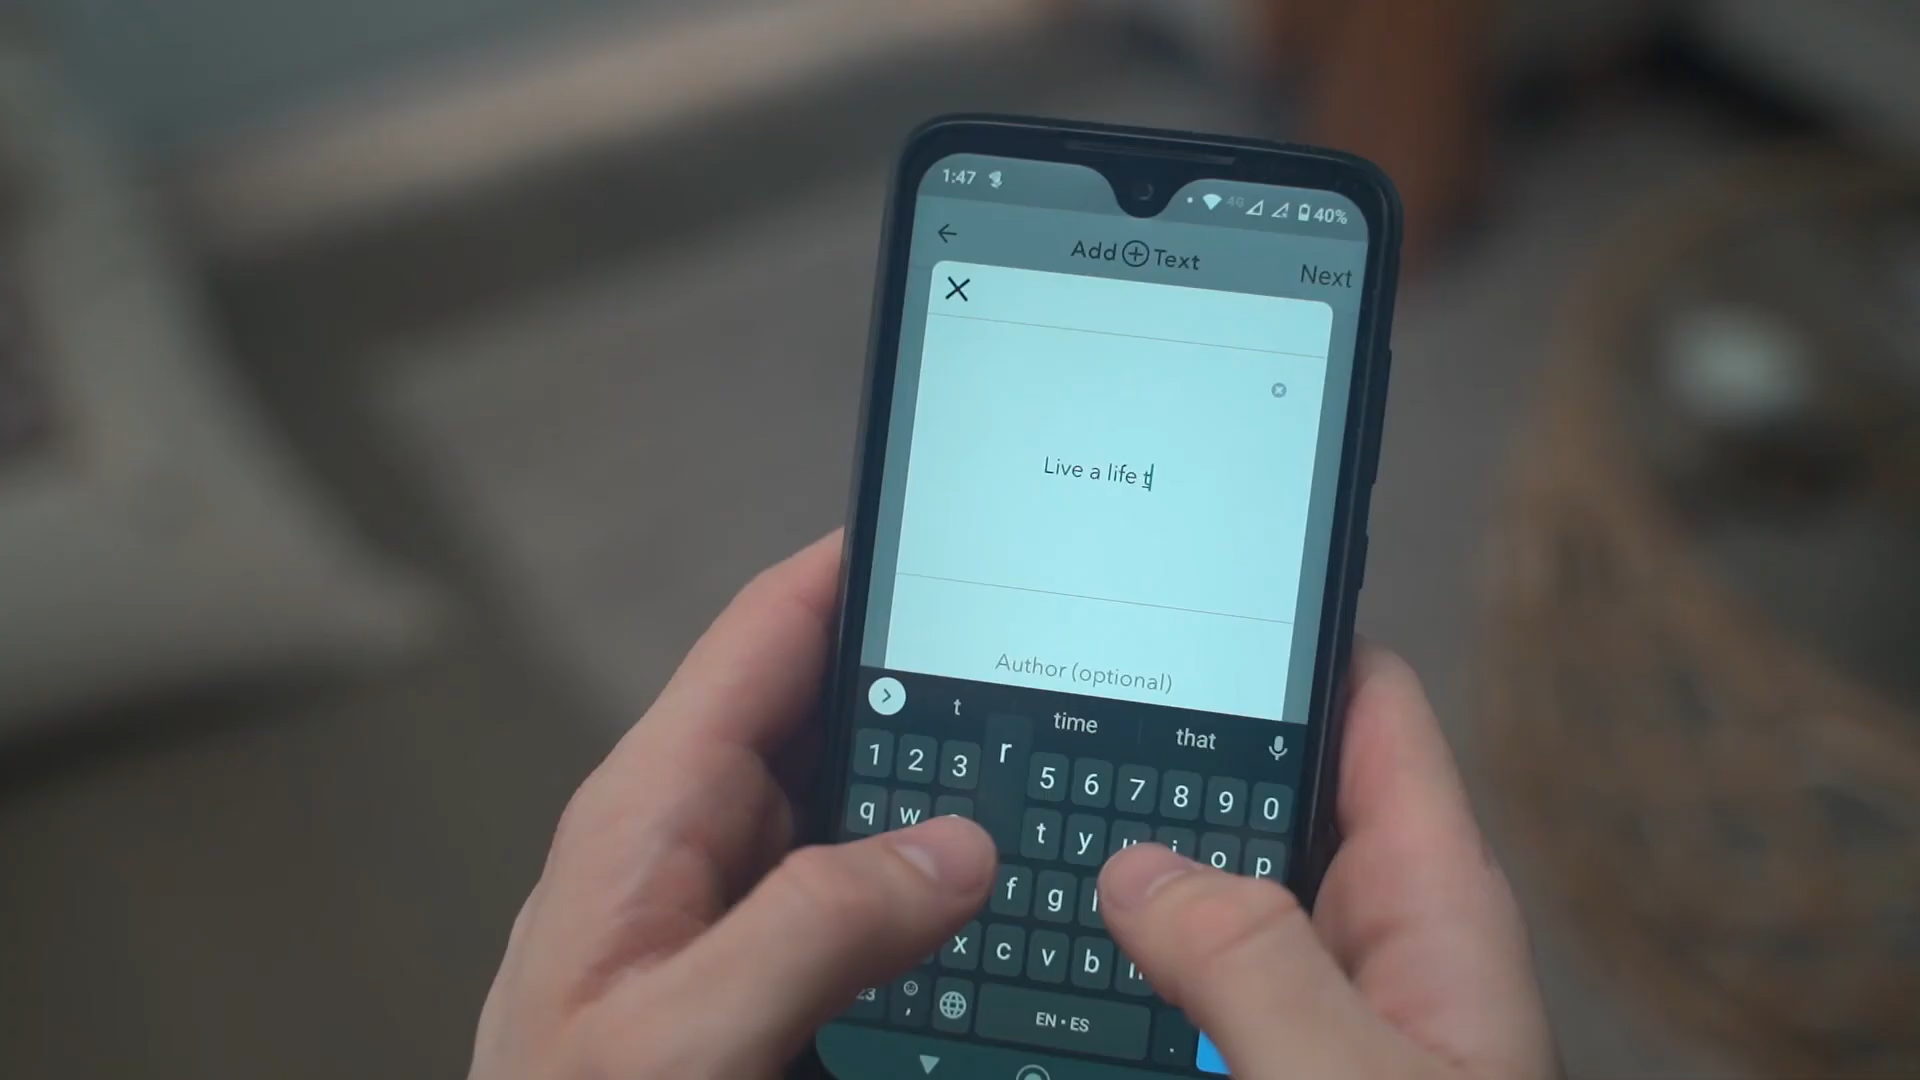 1:47 4G 40%
Add Text
Next
Live a life t
Author (optional)
t time that
1 2 3 r 5 6 7 8 9 0
q w t y o p
f g
x c v b
, EN • ES .